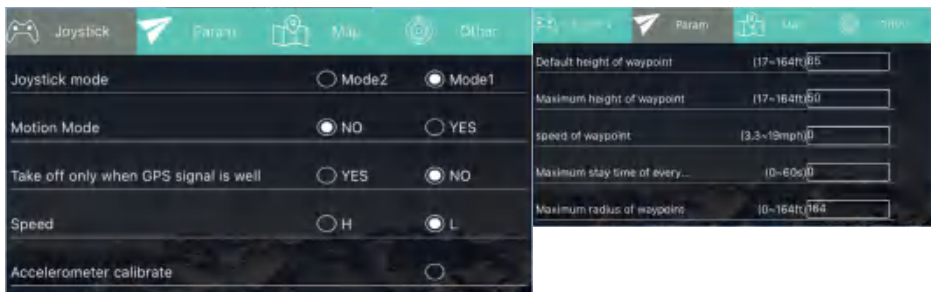 Joystick Param Map Other
Joystick mode Mode2 Mode1
Motion Mode NO YES
Take off only when GPS signal is well YES NO
Speed H L
Accelerometer calibrate
Param
Default height of waypoint (17~164ft) 65
Maximum height of waypoint (17~164ft) 50
speed of waypoint (3.3~19mph) 0
Maximum stay time of every... (0~60s) 0
Maximum radius of waypoint (0~164ft) 164